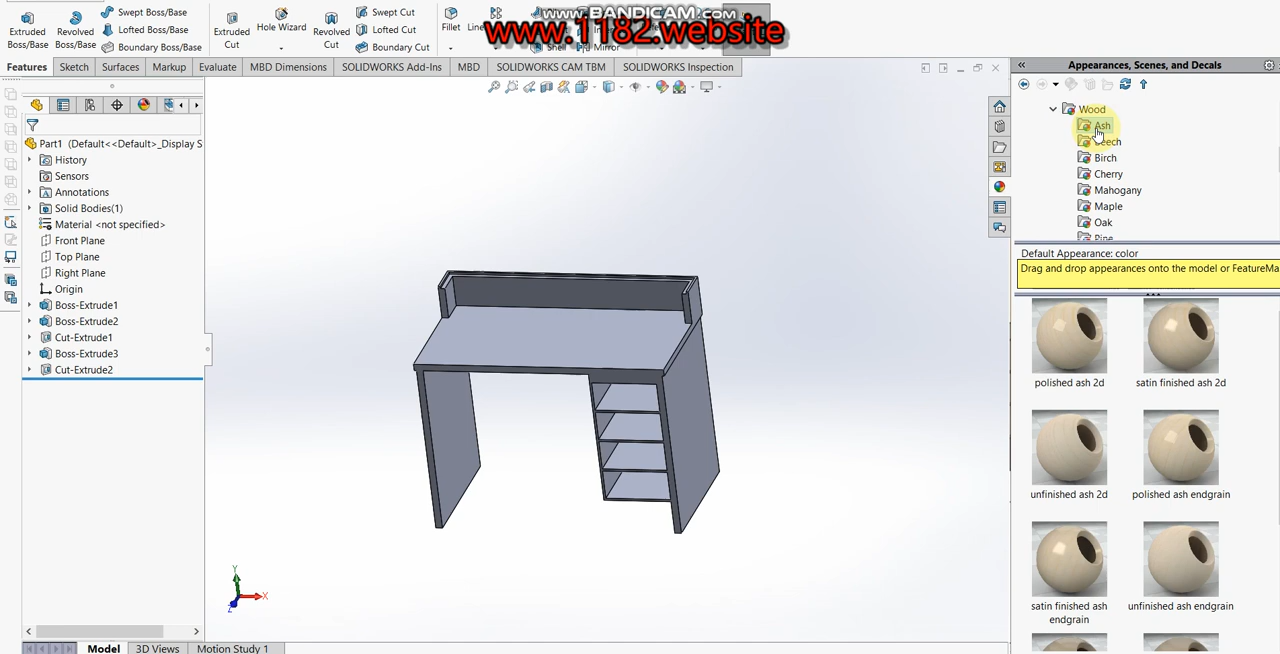 www.BANDICAM.com
www.1182.website
Extruded Boss/Base
Revolved Boss/Base
Swept Boss/Base
Lofted Boss/Base
Boundary Boss/Base
Extruded Cut
Hole Wizard
Revolved Cut
Swept Cut
Lofted Cut
Boundary Cut
Fillet
Shell
Mirror
Features
Sketch
Surfaces
Markup
Evaluate
MBD Dimensions
SOLIDWORKS Add-Ins
MBD
SOLIDWORKS CAM TBM
SOLIDWORKS Inspection
Part1 (Default<<Default>_Display S
History
Sensors
Annotations
Solid Bodies(1)
Material <not specified>
Front Plane
Top Plane
Right Plane
Origin
Boss-Extrude1
Boss-Extrude2
Cut-Extrude1
Boss-Extrude3
Cut-Extrude2
Y
X
Z
Model
3D Views
Motion Study 1
Appearances, Scenes, and Decals
Wood
Ash
Beech
Birch
Cherry
Mahogany
Maple
Oak
Pine
Default Appearance: color
Drag and drop appearances onto the model or FeatureMa
polished ash 2d
satin finished ash 2d
unfinished ash 2d
polished ash endgrain
satin finished ash
endgrain
unfinished ash endgrain